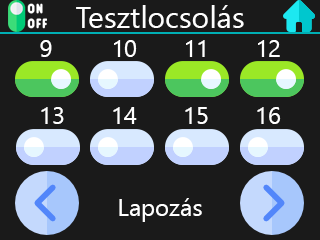 ON
OFF
Tesztlocsolás
9 10 11 12
13 14 15 16
Lapozás